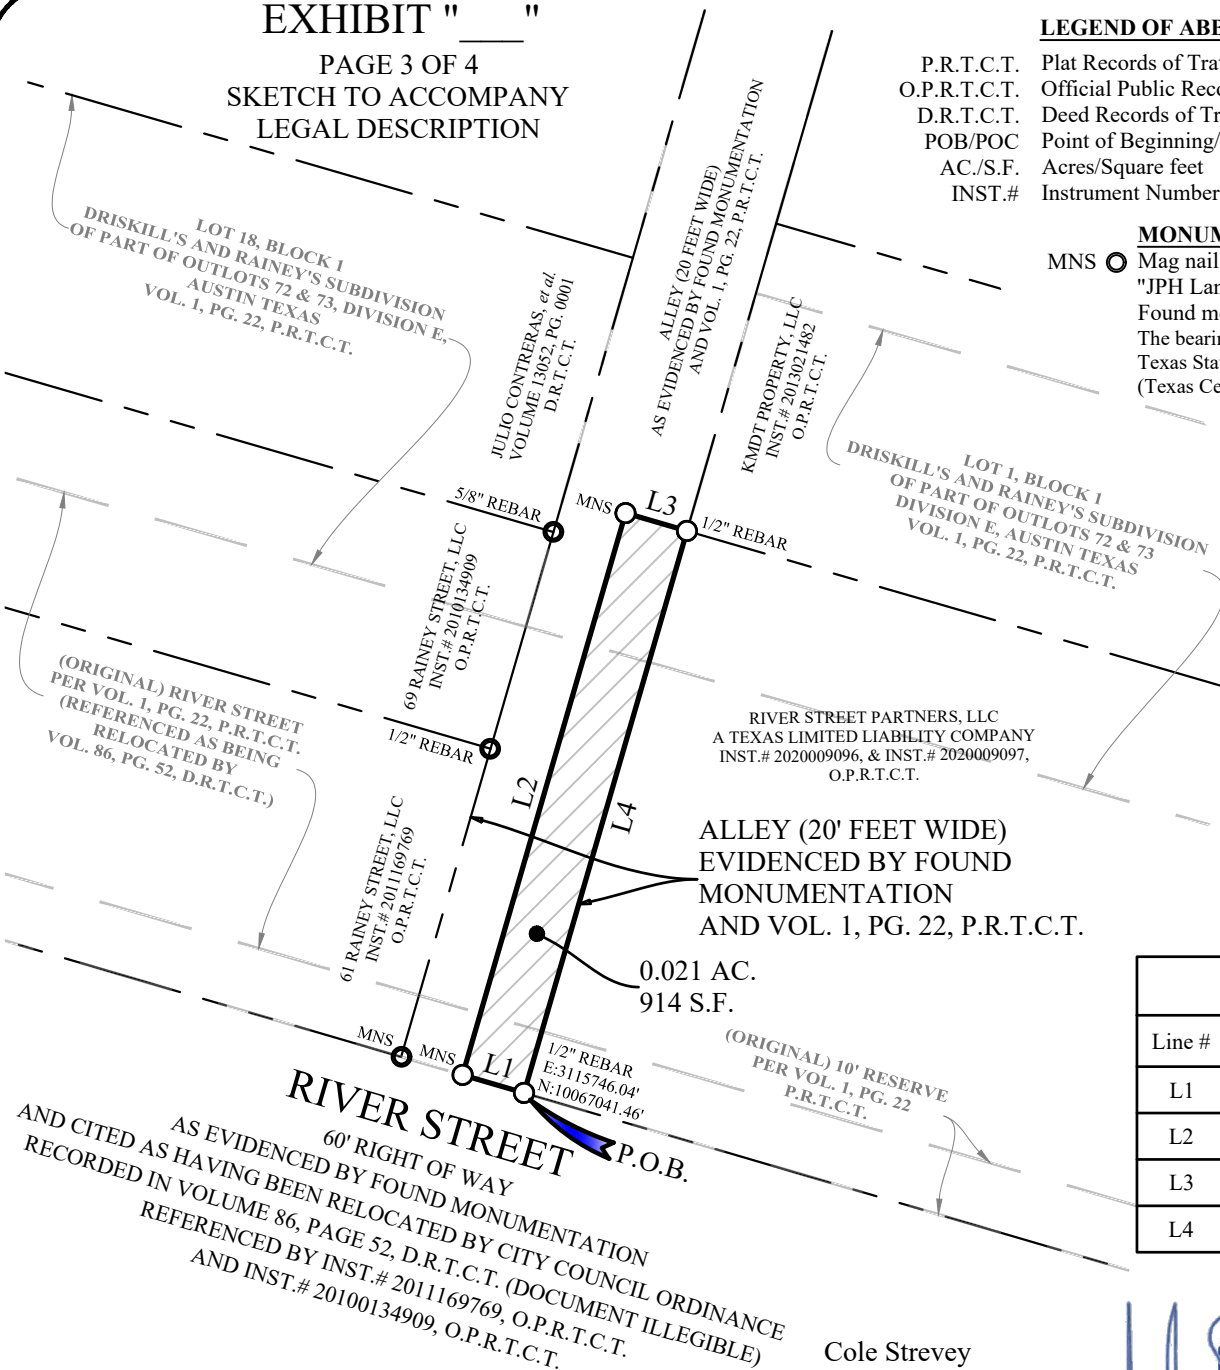 EXHIBIT "___"
PAGE 3 OF 4
SKETCH TO ACCOMPANY
LEGAL DESCRIPTION
LEGEND OF ABB
P.R.T.C.T. Plat Records of Tra
O.P.R.T.C.T. Official Public Reco
D.R.T.C.T. Deed Records of Tr
POB/POC Point of Beginning/
AC./S.F. Acres/Square feet
INST.# Instrument Number
MONUM
MNS Mag nail
"JPH Lan
Found mo
The bearin
Texas Stat
(Texas Ce
LOT 18, BLOCK 1
DRISKILL'S AND RAINEY'S SUBDIVISION
OF PART OF OUTLOTS 72 & 73, DIVISION E,
AUSTIN TEXAS
VOL. 1, PG. 22, P.R.T.C.T.
JULIO CONTRERAS, et al.
VOLUME 13052, PG. 0001
D.R.T.C.T.
ALLEY (20 FEET WIDE)
AS EVIDENCED BY FOUND MONUMENTATION
AND VOL. 1, PG. 22, P.R.T.C.T.
KMDT PROPERTY, LLC
INST.# 2013021482
O.P.R.T.C.T.
LOT 1, BLOCK 1
DRISKILL'S AND RAINEY'S SUBDIVISION
OF PART OF OUTLOTS 72 & 73
DIVISION E, AUSTIN TEXAS
VOL. 1, PG. 22, P.R.T.C.T.
5/8" REBAR
MNS
L3
1/2" REBAR
69 RAINEY STREET, LLC
INST.# 2010134909
O.P.R.T.C.T.
(ORIGINAL) RIVER STREET
PER VOL. 1, PG. 22, P.R.T.C.T.
(REFERENCED AS BEING
RELOCATED BY
VOL. 86, PG. 52, D.R.T.C.T.)
1/2" REBAR
RIVER STREET PARTNERS, LLC
A TEXAS LIMITED LIABILITY COMPANY
INST.# 2020009096, & INST.# 2020009097,
O.P.R.T.C.T.
L2
L4
61 RAINEY STREET, LLC
INST.# 2011169769
O.P.R.T.C.T.
ALLEY (20' FEET WIDE)
EVIDENCED BY FOUND
MONUMENTATION
AND VOL. 1, PG. 22, P.R.T.C.T.
0.021 AC.
914 S.F.
MNS
MNS
L1
1/2" REBAR
E:3115746.04'
N:10067041.46'
P.O.B.
(ORIGINAL) 10' RESERVE
PER VOL. 1, PG. 22
P.R.T.C.T.
Line #
L1
L2
L3
L4
RIVER STREET
60' RIGHT OF WAY
AS EVIDENCED BY FOUND MONUMENTATION
AND CITED AS HAVING BEEN RELOCATED BY CITY COUNCIL ORDINANCE
RECORDED IN VOLUME 86, PAGE 52, D.R.T.C.T. (DOCUMENT ILLEGIBLE)
REFERENCED BY INST.# 2011169769, O.P.R.T.C.T.
AND INST.# 20100134909, O.P.R.T.C.T.
Cole Strevey